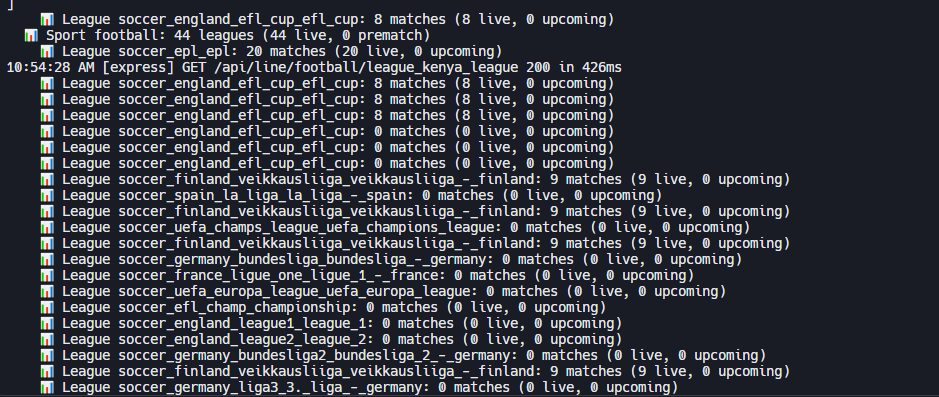 ]
📊 League soccer_england_efl_cup_efl_cup: 8 matches (8 live, 0 upcoming)
📊 Sport football: 44 leagues (44 live, 0 prematch)
📊 League soccer_epl_epl: 20 matches (20 live, 0 upcoming)
10:54:28 AM [express] GET /api/line/football/league_kenya_league 200 in 426ms
📊 League soccer_england_efl_cup_efl_cup: 8 matches (8 live, 0 upcoming)
📊 League soccer_england_efl_cup_efl_cup: 8 matches (8 live, 0 upcoming)
📊 League soccer_england_efl_cup_efl_cup: 8 matches (8 live, 0 upcoming)
📊 League soccer_england_efl_cup_efl_cup: 0 matches (0 live, 0 upcoming)
📊 League soccer_england_efl_cup_efl_cup: 0 matches (0 live, 0 upcoming)
📊 League soccer_england_efl_cup_efl_cup: 0 matches (0 live, 0 upcoming)
📊 League soccer_finland_veikkausliiga_veikkausliiga_-_finland: 9 matches (9 live, 0 upcoming)
📊 League soccer_spain_la_liga_la_liga_-_spain: 0 matches (0 live, 0 upcoming)
📊 League soccer_finland_veikkausliiga_veikkausliiga_-_finland: 9 matches (9 live, 0 upcoming)
📊 League soccer_uefa_champs_league_uefa_champions_league: 0 matches (0 live, 0 upcoming)
📊 League soccer_finland_veikkausliiga_veikkausliiga_-_finland: 9 matches (9 live, 0 upcoming)
📊 League soccer_germany_bundesliga_bundesliga_-_germany: 0 matches (0 live, 0 upcoming)
📊 League soccer_france_ligue_one_ligue_1_-_france: 0 matches (0 live, 0 upcoming)
📊 League soccer_uefa_europa_league_uefa_europa_league: 0 matches (0 live, 0 upcoming)
📊 League soccer_efl_champ_championship: 0 matches (0 live, 0 upcoming)
📊 League soccer_england_league1_league_1: 0 matches (0 live, 0 upcoming)
📊 League soccer_england_league2_league_2: 0 matches (0 live, 0 upcoming)
📊 League soccer_germany_bundesliga2_bundesliga_2_-_germany: 0 matches (0 live, 0 upcoming)
📊 League soccer_finland_veikkausliiga_veikkausliiga_-_finland: 9 matches (9 live, 0 upcoming)
📊 League soccer_germany_liga3_3._liga_-_germany: 0 matches (0 live, 0 upcoming)